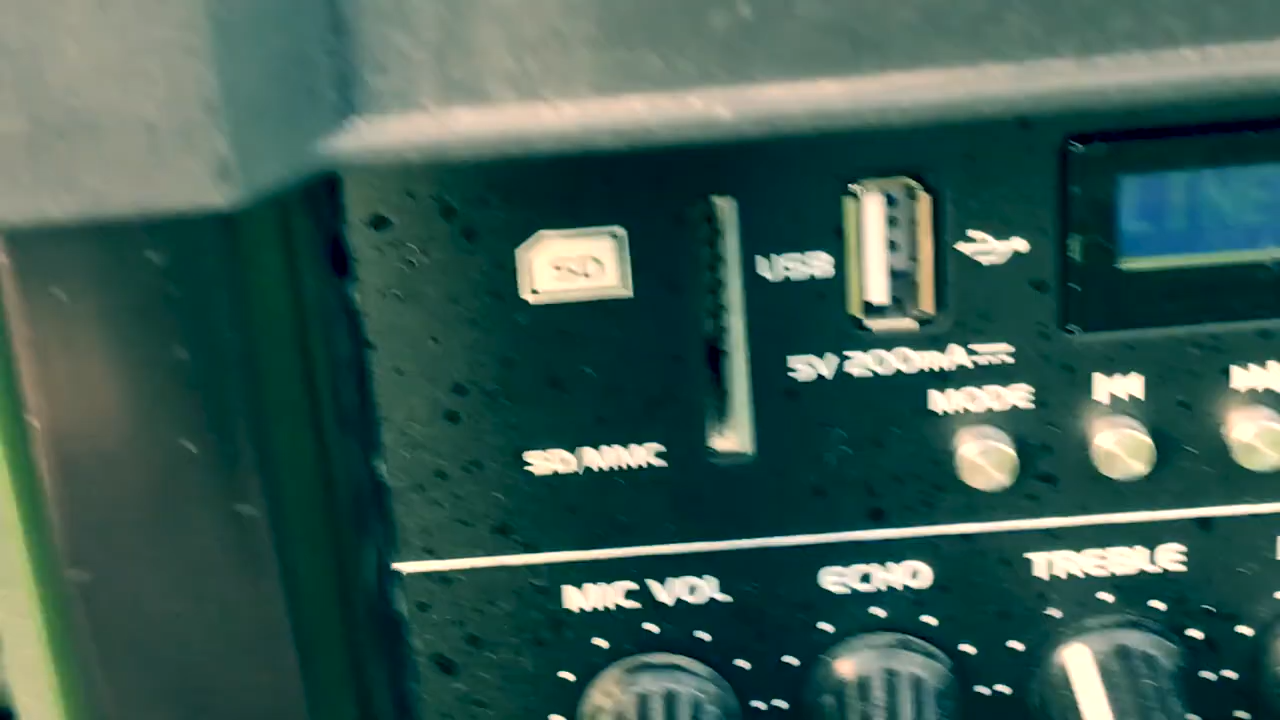 SD
USB
5V 200mA
MODE
SD/MMC
MIC VOL
ECHO
TREBLE